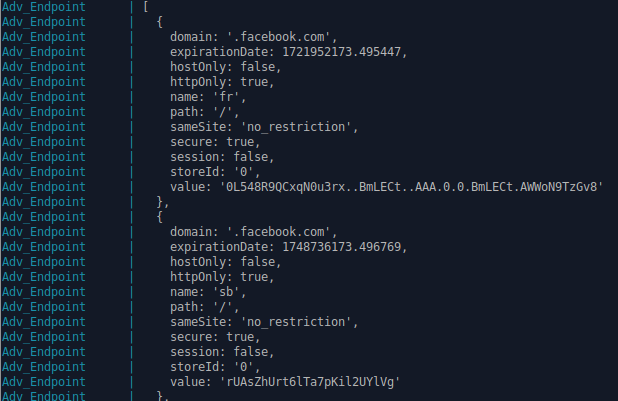 Adv_Endpoint | [
Adv_Endpoint | {
Adv_Endpoint | domain: '.facebook.com',
Adv_Endpoint | expirationDate: 1721952173.495447,
Adv_Endpoint | hostOnly: false,
Adv_Endpoint | httpOnly: true,
Adv_Endpoint | name: 'fr',
Adv_Endpoint | path: '/',
Adv_Endpoint | sameSite: 'no_restriction',
Adv_Endpoint | secure: true,
Adv_Endpoint | session: false,
Adv_Endpoint | storeId: '0',
Adv_Endpoint | value: '0L548R9QCxqN0u3rx..BmLECt..AAA.0.0.BmLECt.AWWoN9TzGv8'
Adv_Endpoint | },
Adv_Endpoint | {
Adv_Endpoint | domain: '.facebook.com',
Adv_Endpoint | expirationDate: 1748736173.496769,
Adv_Endpoint | hostOnly: false,
Adv_Endpoint | httpOnly: true,
Adv_Endpoint | name: 'sb',
Adv_Endpoint | path: '/',
Adv_Endpoint | sameSite: 'no_restriction',
Adv_Endpoint | secure: true,
Adv_Endpoint | session: false,
Adv_Endpoint | storeId: '0',
Adv_Endpoint | value: 'rUAsZhUrt6lTa7pKil2UYlVg'
Adv_Endpoint | },